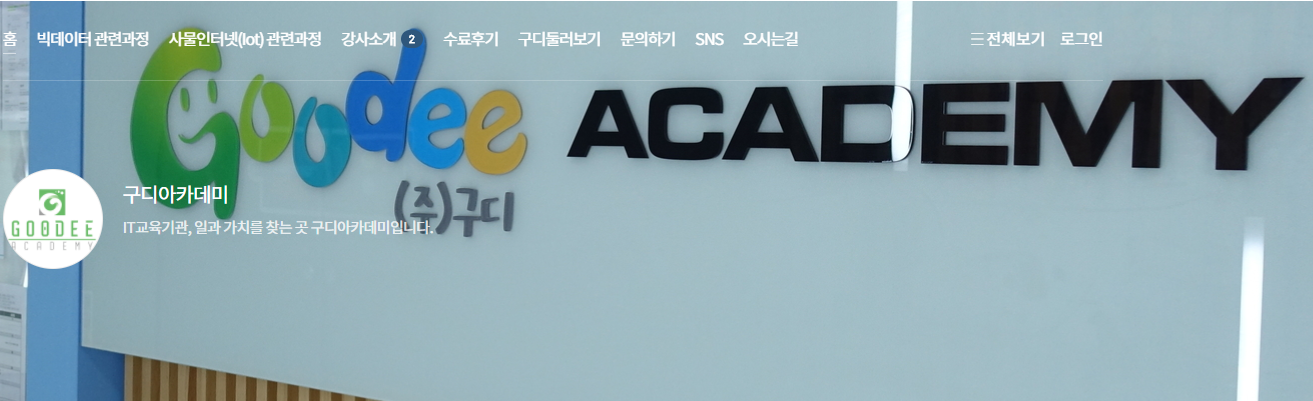 홈 빅데이터 관련과정 사물인터넷(Iot) 관련과정 강사소개 2 수료후기 구디둘러보기 문의하기 SNS 오시는길 전체보기 로그인
Goodee ACADEMY
(주)구디
구디아카데미
IT교육기관, 일과 가치를 찾는 곳 구디아카데미입니다.
GOODEE
ACADEMY